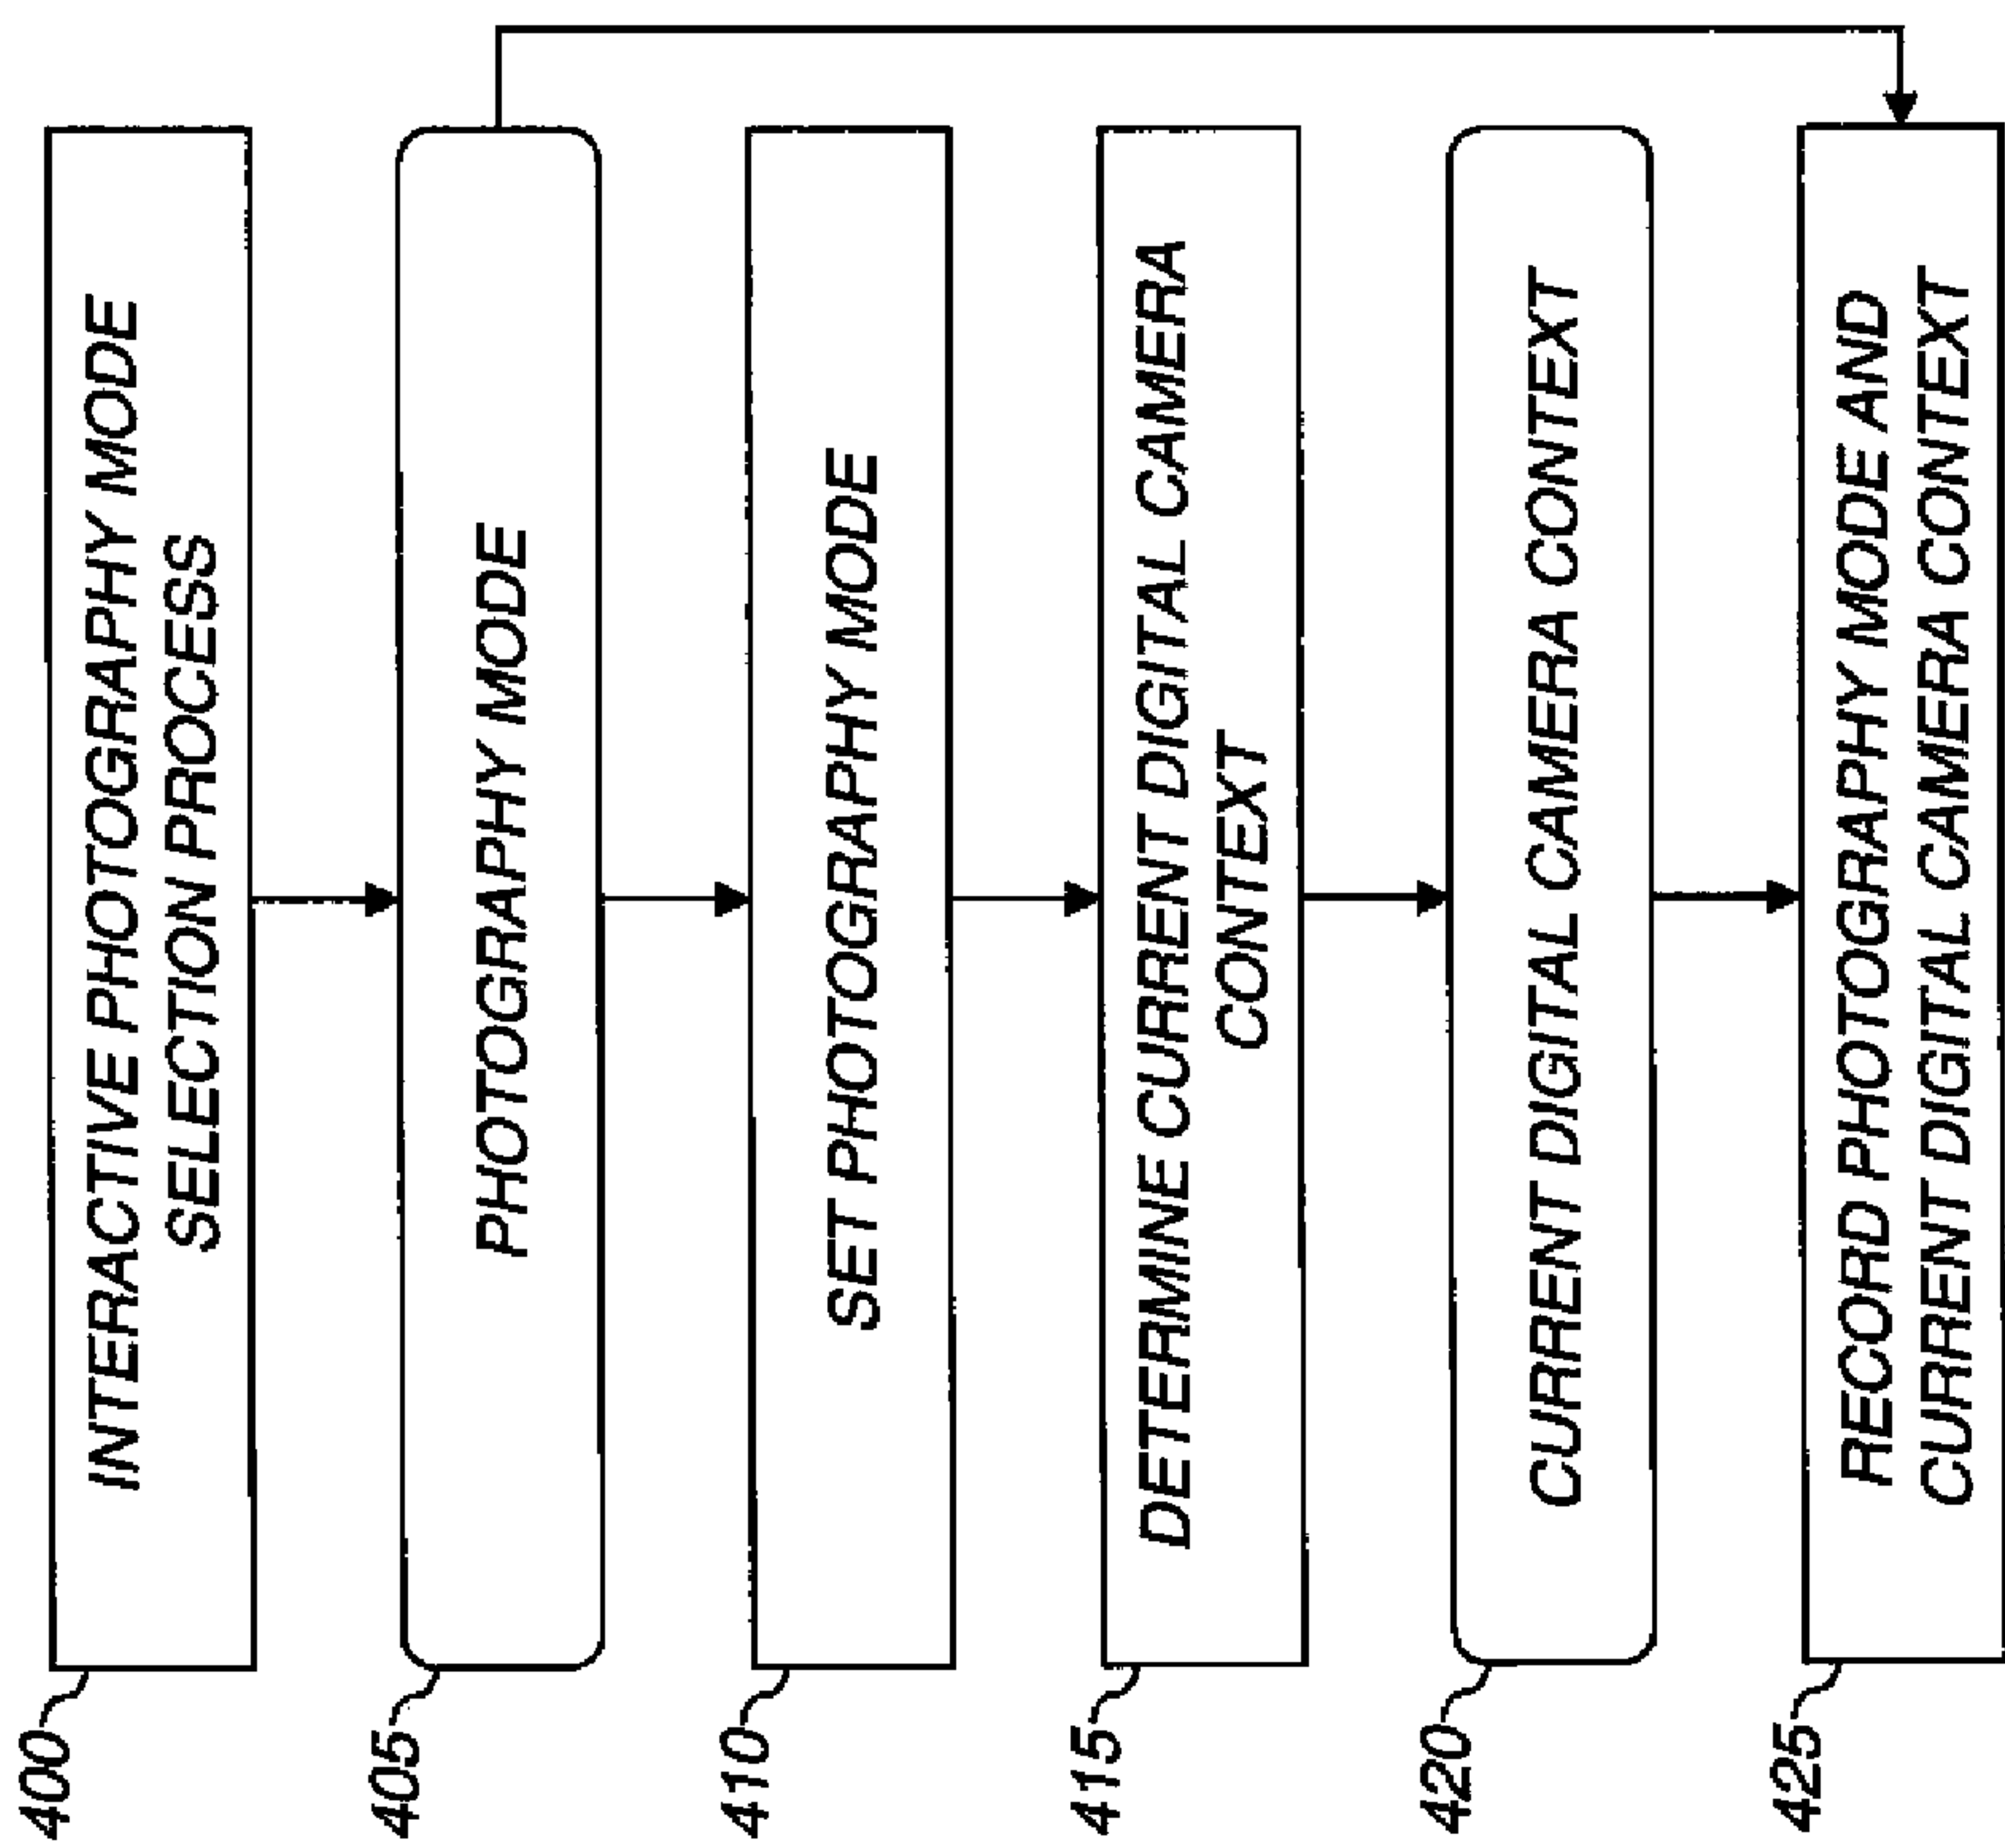 400
INTERACTIVE PHOTOGRAPHY MODE
SELECTION PROCESS
405
PHOTOGRAPHY MODE
410
SET PHOTOGRAPHY MODE
415
DETERMINE CURRENT DIGITAL CAMERA
CONTEXT
420
CURRENT DIGITAL CAMERA CONTEXT
425
RECORD PHOTOGRAPHY MODE AND
CURRENT DIGITAL CAMERA CONTEXT